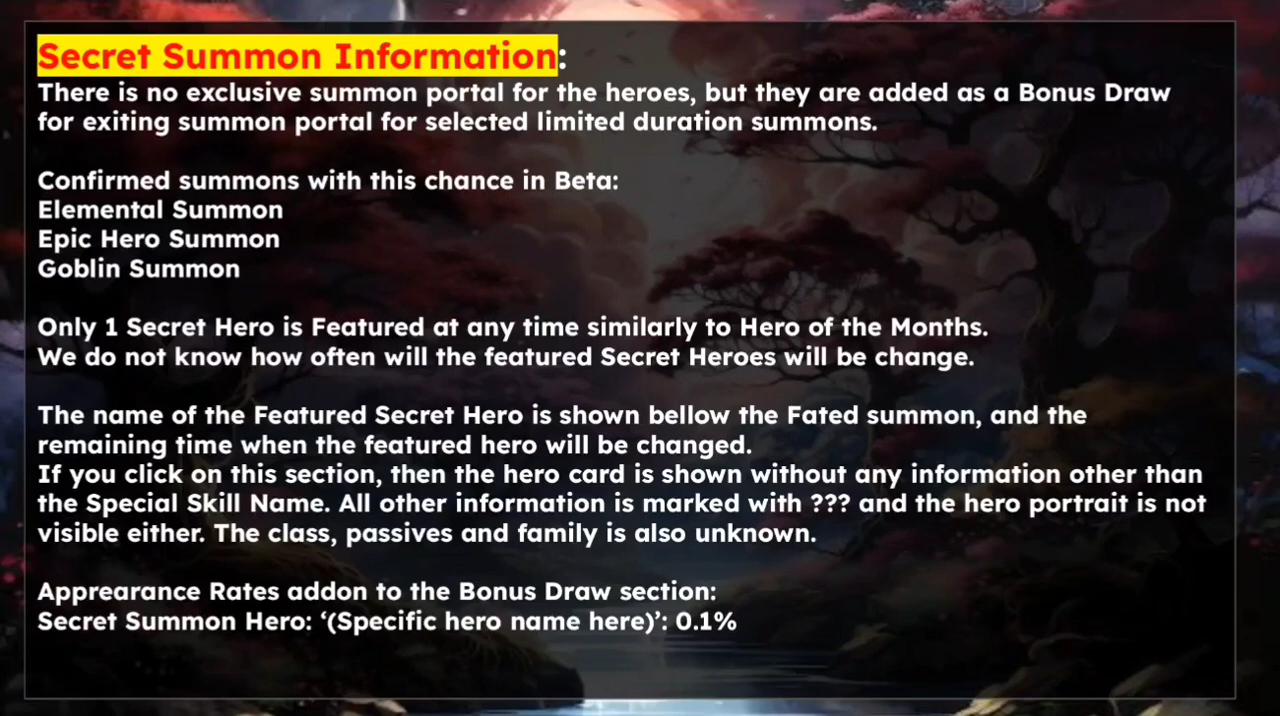 Secret Summon Information:
There is no exclusive summon portal for the heroes, but they are added as a Bonus Draw
for exiting summon portal for selected limited duration summons.
Confirmed summons with this chance in Beta:
Elemental Summon
Epic Hero Summon
Goblin Summon
Only 1 Secret Hero is Featured at any time similarly to Hero of the Months.
We do not know how often will the featured Secret Heroes will be change.
The name of the Featured Secret Hero is shown bellow the Fated summon, and the
remaining time when the featured hero will be changed.
If you click on this section, then the hero card is shown without any information other than
the Special Skill Name. All other information is marked with ??? and the hero portrait is not
visible either. The class, passives and family is also unknown.
Apprearance Rates addon to the Bonus Draw section:
Secret Summon Hero: ‘(Specific hero name here)’: 0.1%